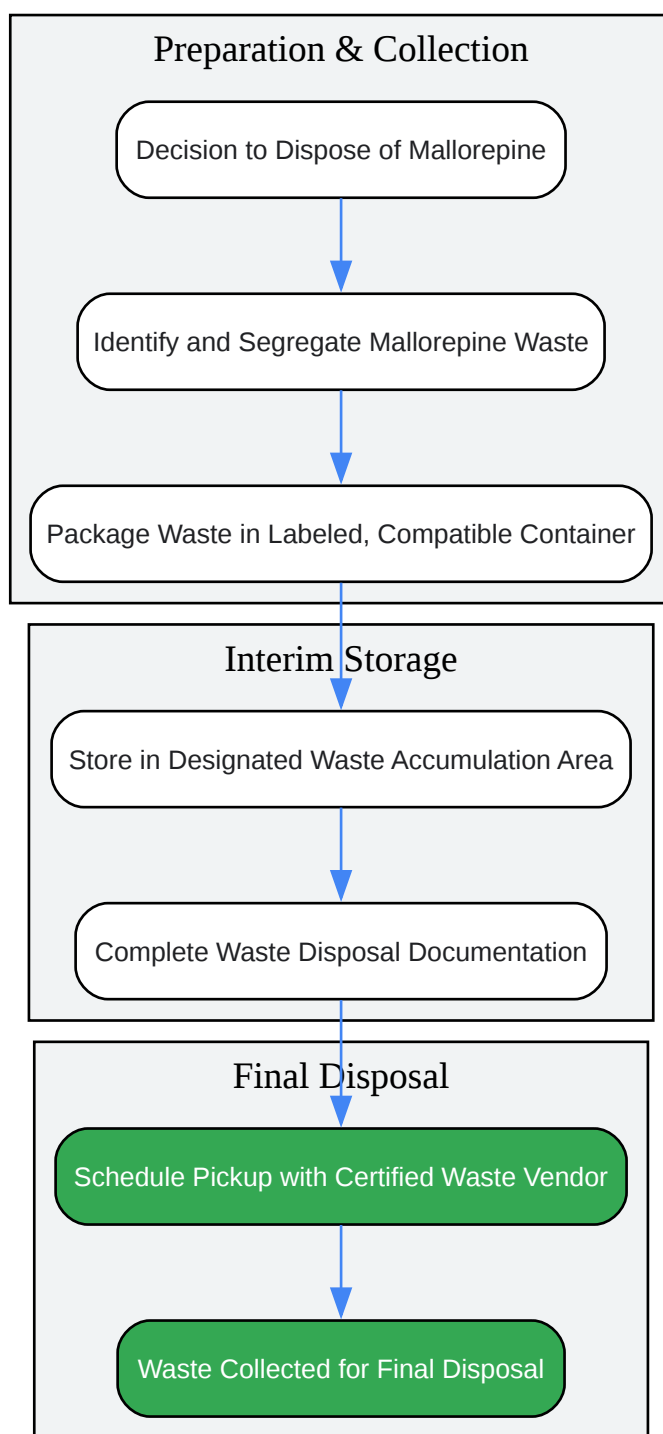 Preparation & Collection
Decision to Dispose of Mallorepine
Identify and Segregate Mallorepine Waste
Package Waste in Labeled, Compatible Container
Interim Storage
Store in Designated Waste Accumulation Area
Complete Waste Disposal Documentation
Final Disposal
Schedule Pickup with Certified Waste Vendor
Waste Collected for Final Disposal